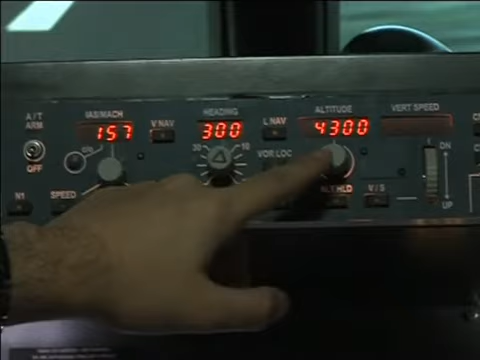 A/T ARM
OFF
N1
IAS/MACH
157
SPEED
V NAV
HEADING
300
30
10
L NAV
VOR LOC
ALTITUDE
4300
ALT HLD
VERT SPEED
V/S
DN
UP